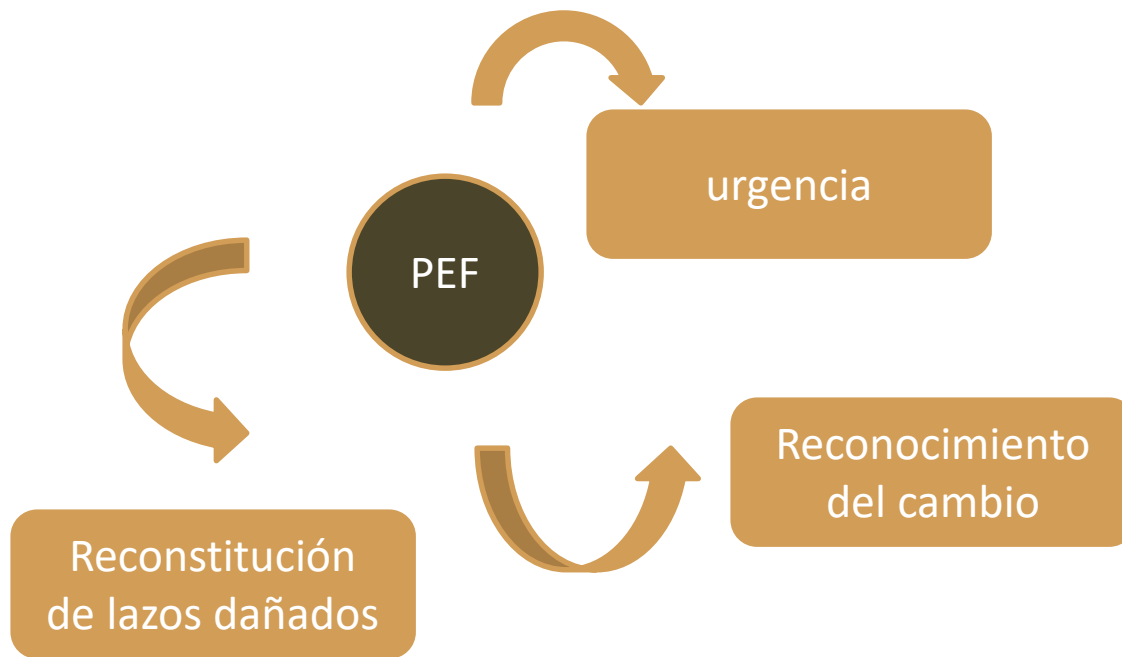 urgencia
PEF
Reconocimiento
del cambio
Reconstitución
de lazos dañados